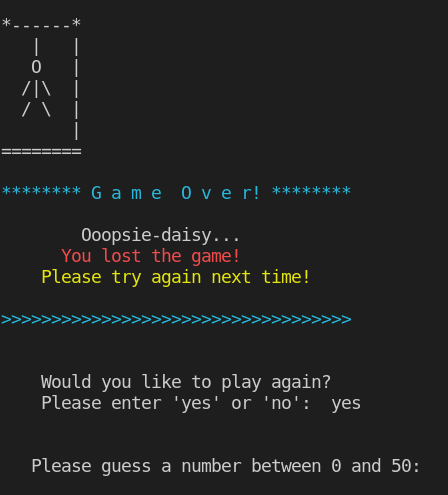 *------*
   |   |
   O   |
  /|\  |
  / \  |
       |
========
******** G a m e  O v e r! ********
Ooopsie-daisy...
You lost the game!
Please try again next time!
>>>>>>>>>>>>>>>>>>>>>>>>>>>>>>>>>>>
Would you like to play again?
Please enter 'yes' or 'no':  yes
Please guess a number between 0 and 50: